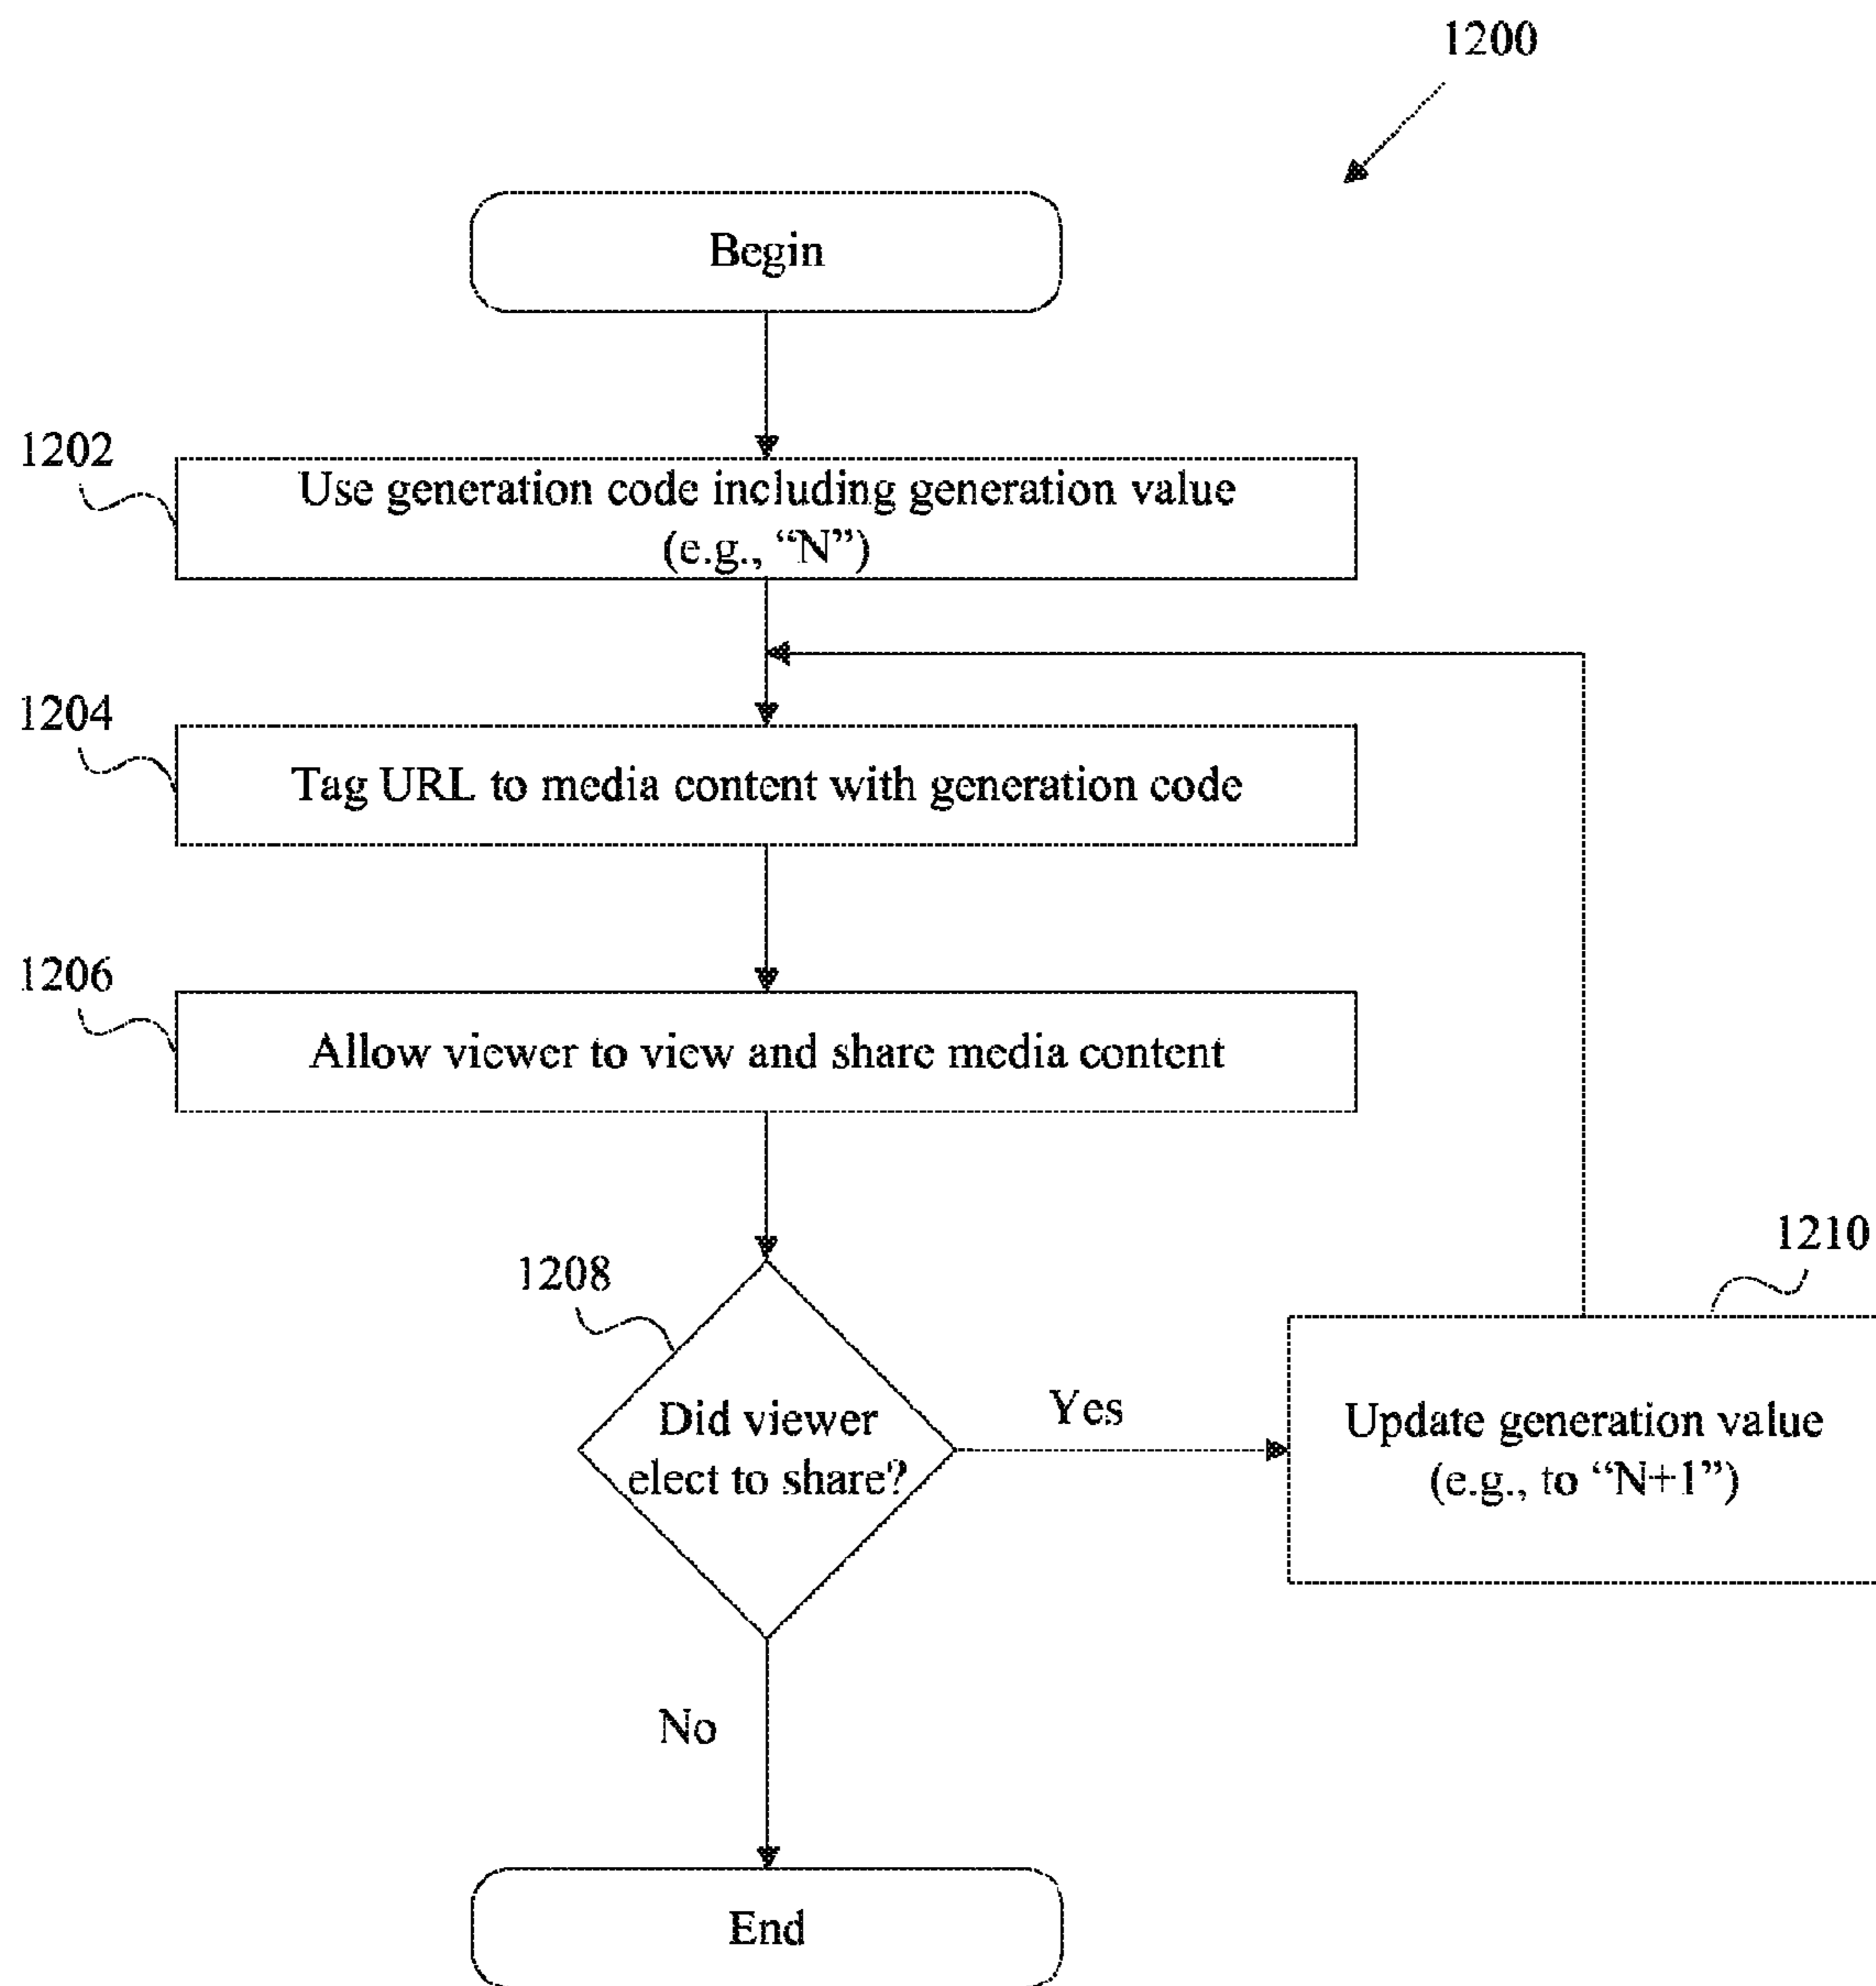 1200
Begin
1202
Use generation code including generation value
(e.g., “N”)
1204
Tag URL to media content with generation code
1206
Allow viewer to view and share media content
1208
Did viewer
elect to share?
Yes
1210
Update generation value
(e.g., to “N+1”)
No
End